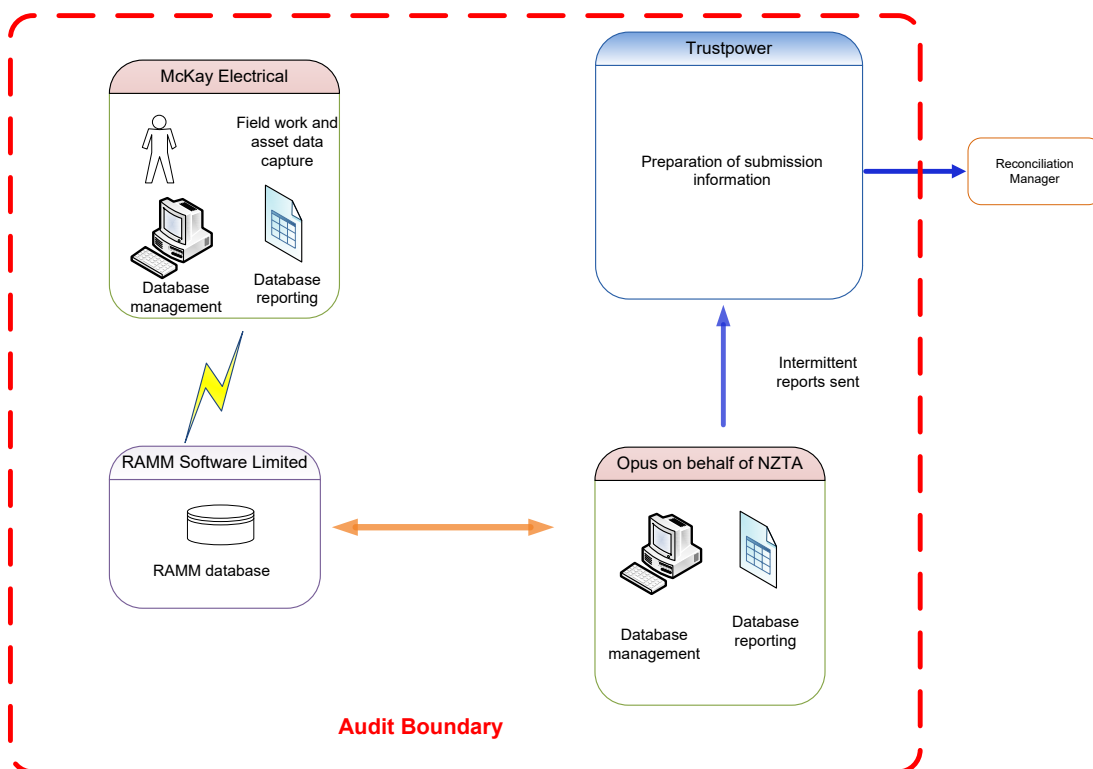 McKay Electrical
Field work and
asset data
capture
Database
management
Database
reporting
Trustpower
Preparation of submission
information
Reconciliation
Manager
Intermittent
reports sent
RAMM Software Limited
RAMM database
Opus on behalf of NZTA
Database
management
Database
reporting
Audit Boundary